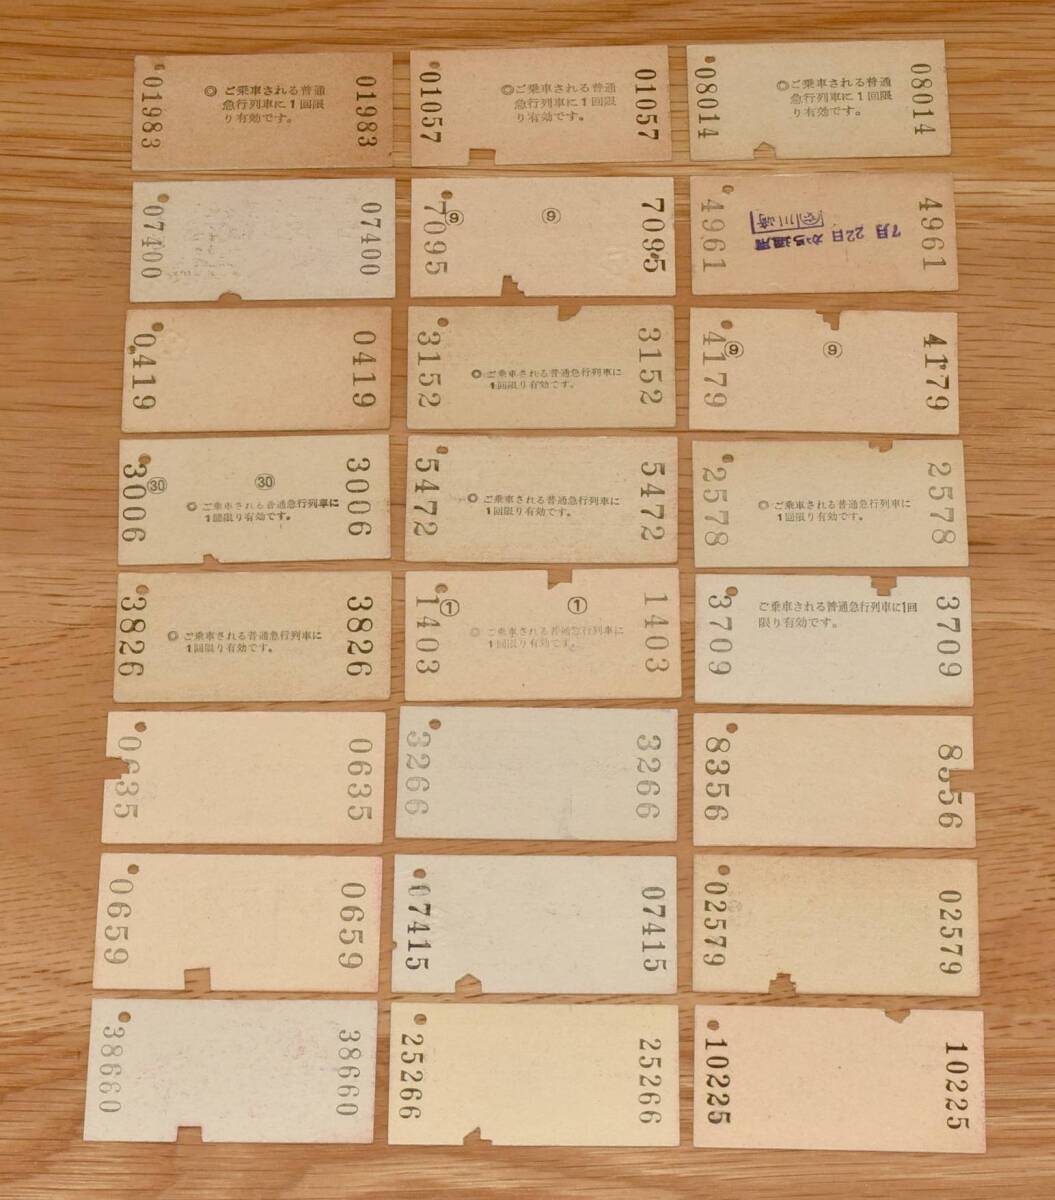 01983
◎ご乗車される普通
急行列車に1回限
り有効です。
01983
01057
◎ご乗車される普通
急行列車に1回限
り有効です。
01057
08014
◎ご乗車される普通
急行列車に1回限
り有効です。
08014
07400
07400
7095
⑨
⑨
7095
4961
7月22日から通用
川崎
4961
0419
0419
3152
◎ご乗車される普通急行列車に
1回限り有効です。
3152
4179
⑨
⑨
4179
3006
㉚
㉚
◎ご乗車される普通急行列車に
1回限り有効です。
3006
5472
◎ご乗車される普通急行列車に
1回限り有効です。
5472
2578
◎ご乗車される普通急行列車に
1回限り有効です。
2578
3826
◎ご乗車される普通急行列車に
1回限り有効です。
3826
1403
①
①
◎ご乗車される普通急行列車に
1回限り有効です。
1403
3709
ご乗車される普通急行列車に1回
限り有効です。
3709
0635
0635
3266
3266
8356
8356
0659
0659
07415
07415
02579
02579
38660
38660
25266
25266
10225
10225